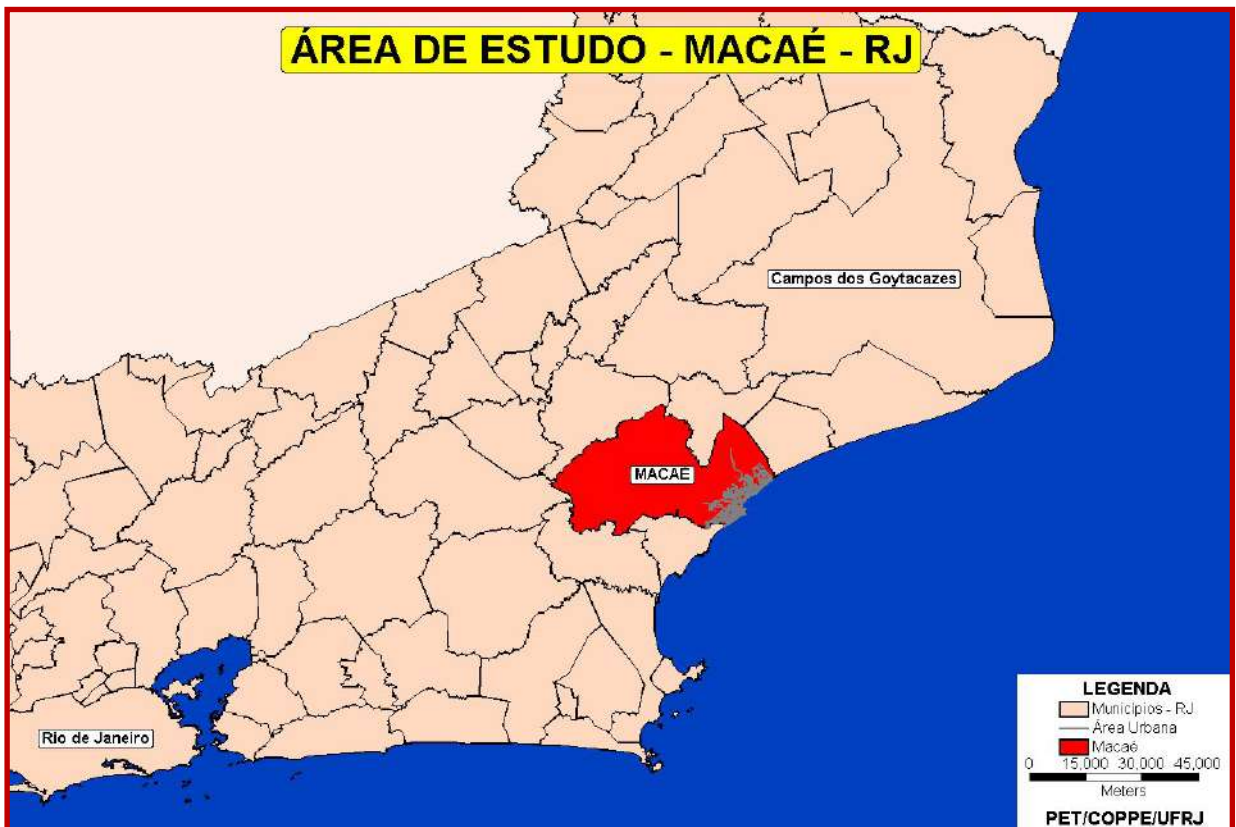 ÁREA DE ESTUDO - MACAÉ - RJ
Campos dos Goytacazes
MACAE
Rio de Janeiro
LEGENDA
Municípios - RJ
Área Urbana
Macaé
0 15,000 30,000 45,000
Meters
PET/COPPE/UFRJ